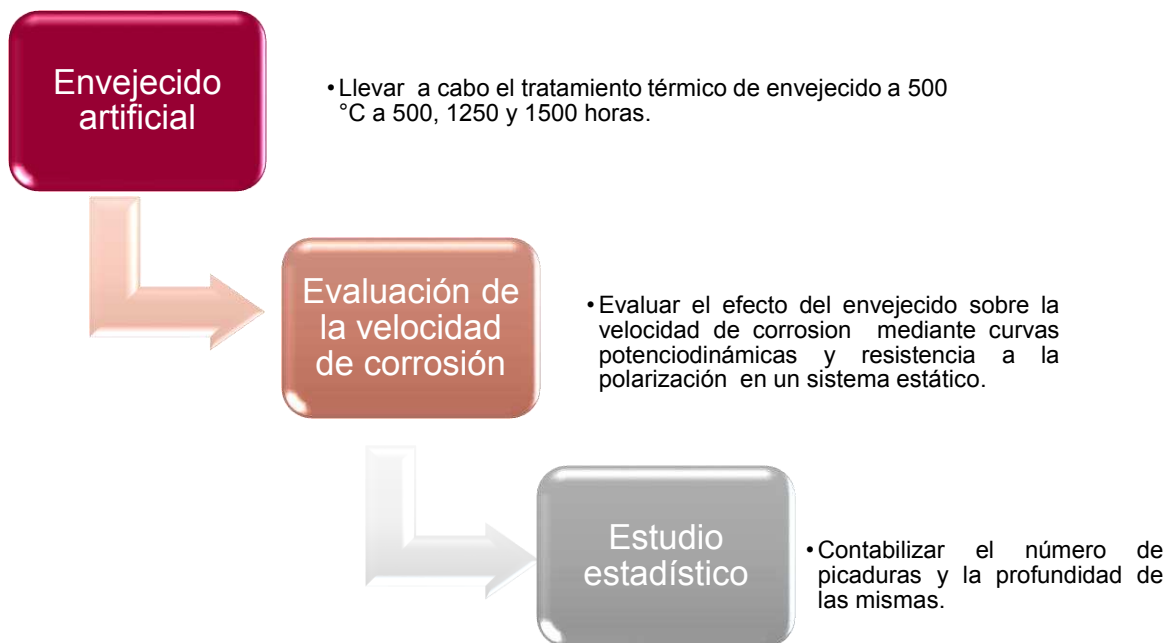 Envejecido
artificial
•Llevar a cabo el tratamiento térmico de envejecido a 500
°C a 500, 1250 y 1500 horas.
Evaluación de
la velocidad
de corrosión
•Evaluar el efecto del envejecido sobre la
velocidad de corrosion mediante curvas
potenciodinámicas y resistencia a la
polarización en un sistema estático.
Estudio
estadístico
•Contabilizar el número de
picaduras y la profundidad de
las mismas.